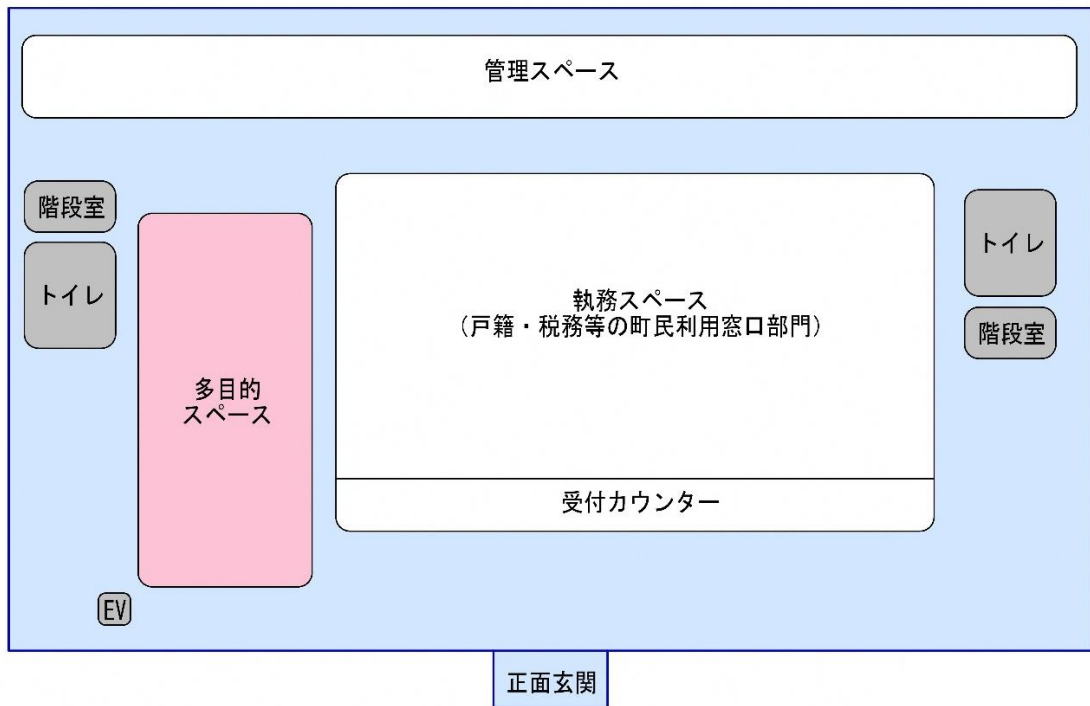 管理スペース
階段室
トイレ
多目的
スペース
執務スペース
（戸籍・税務等の町民利用窓口部門）
受付カウンター
トイレ
階段室
EV
正面玄関